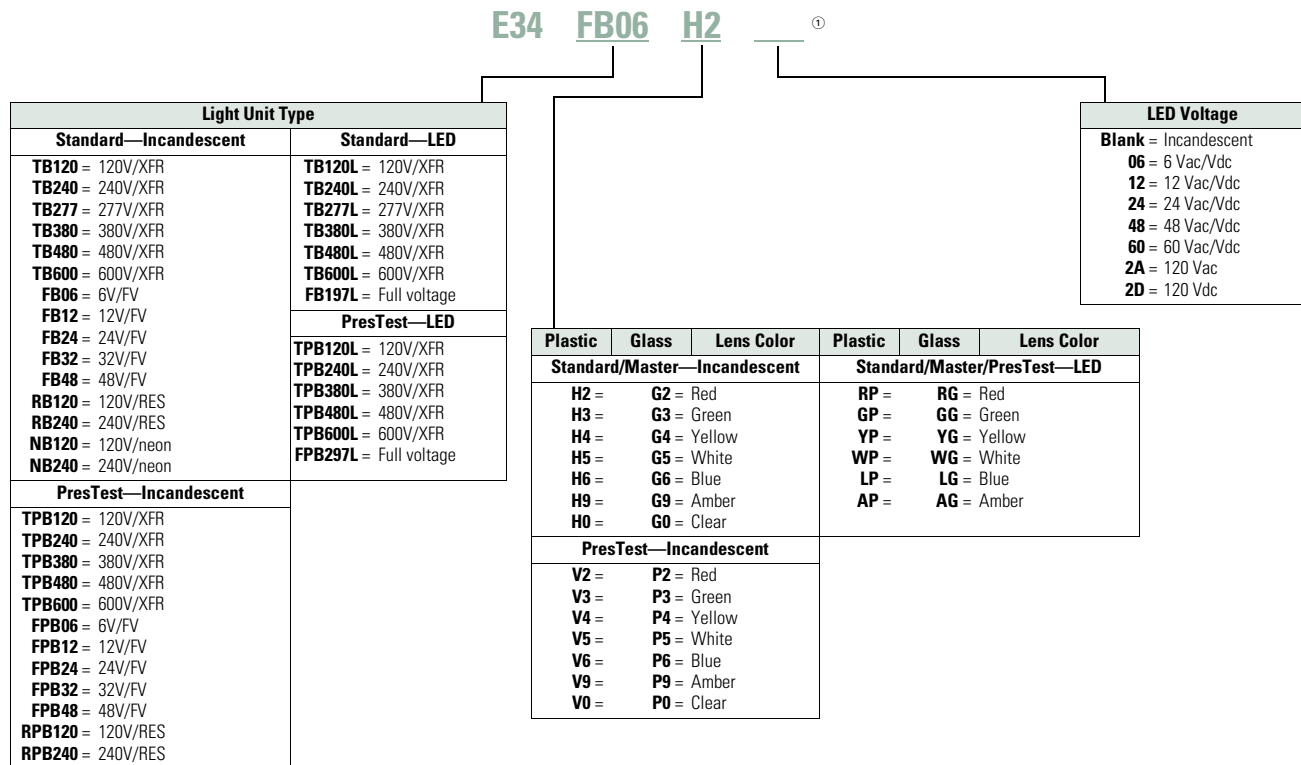 E34 FB06 H2 ___ ①
Light Unit Type
Standard—Incandescent
TB120 = 120V/XFR
TB240 = 240V/XFR
TB277 = 277V/XFR
TB380 = 380V/XFR
TB480 = 480V/XFR
TB600 = 600V/XFR
FB06 = 6V/FV
FB12 = 12V/FV
FB24 = 24V/FV
FB32 = 32V/FV
FB48 = 48V/FV
RB120 = 120V/RES
RB240 = 240V/RES
NB120 = 120V/neon
NB240 = 240V/neon
PresTest—Incandescent
TPB120 = 120V/XFR
TPB240 = 240V/XFR
TPB380 = 380V/XFR
TPB480 = 480V/XFR
TPB600 = 600V/XFR
FPB06 = 6V/FV
FPB12 = 12V/FV
FPB24 = 24V/FV
FPB32 = 32V/FV
FPB48 = 48V/FV
RPB120 = 120V/RES
RPB240 = 240V/RES
Standard—LED
TB120L = 120V/XFR
TB240L = 240V/XFR
TB277L = 277V/XFR
TB380L = 380V/XFR
TB480L = 480V/XFR
TB600L = 600V/XFR
FB197L = Full voltage
PresTest—LED
TPB120L = 120V/XFR
TPB240L = 240V/XFR
TPB380L = 380V/XFR
TPB480L = 480V/XFR
TPB600L = 600V/XFR
FPB297L = Full voltage
Plastic Glass Lens Color
Standard/Master—Incandescent
H2 = G2 = Red
H3 = G3 = Green
H4 = G4 = Yellow
H5 = G5 = White
H6 = G6 = Blue
H9 = G9 = Amber
H0 = G0 = Clear
PresTest—Incandescent
V2 = P2 = Red
V3 = P3 = Green
V4 = P4 = Yellow
V5 = P5 = White
V6 = P6 = Blue
V9 = P9 = Amber
V0 = P0 = Clear
Plastic Glass Lens Color
Standard/Master/PresTest—LED
RP = RG = Red
GP = GG = Green
YP = YG = Yellow
WP = WG = White
LP = LG = Blue
AP = AG = Amber
LED Voltage
Blank = Incandescent
06 = 6 Vac/Vdc
12 = 12 Vac/Vdc
24 = 24 Vac/Vdc
48 = 48 Vac/Vdc
60 = 60 Vac/Vdc
2A = 120 Vac
2D = 120 Vdc